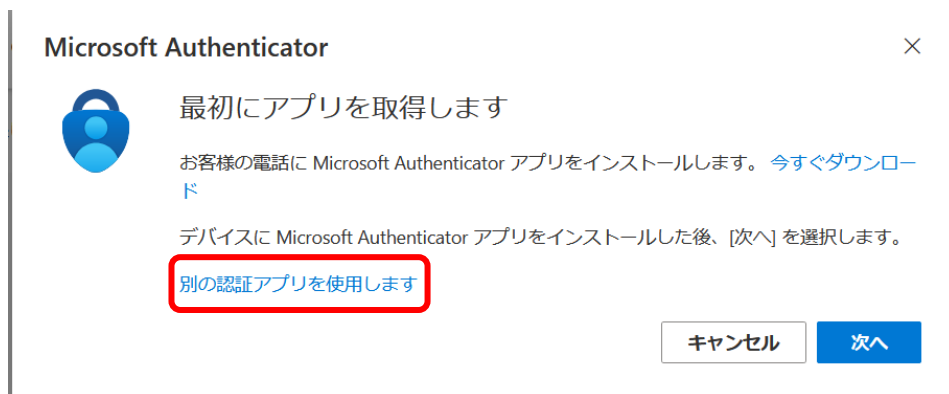 Microsoft Authenticator
最初にアプリを取得します
お客様の電話に Microsoft Authenticator アプリをインストールします。 今すぐダウンロー
ド
デバイスに Microsoft Authenticator アプリをインストールした後、[次へ] を選択します。
別の認証アプリを使用します
キャンセル
次へ